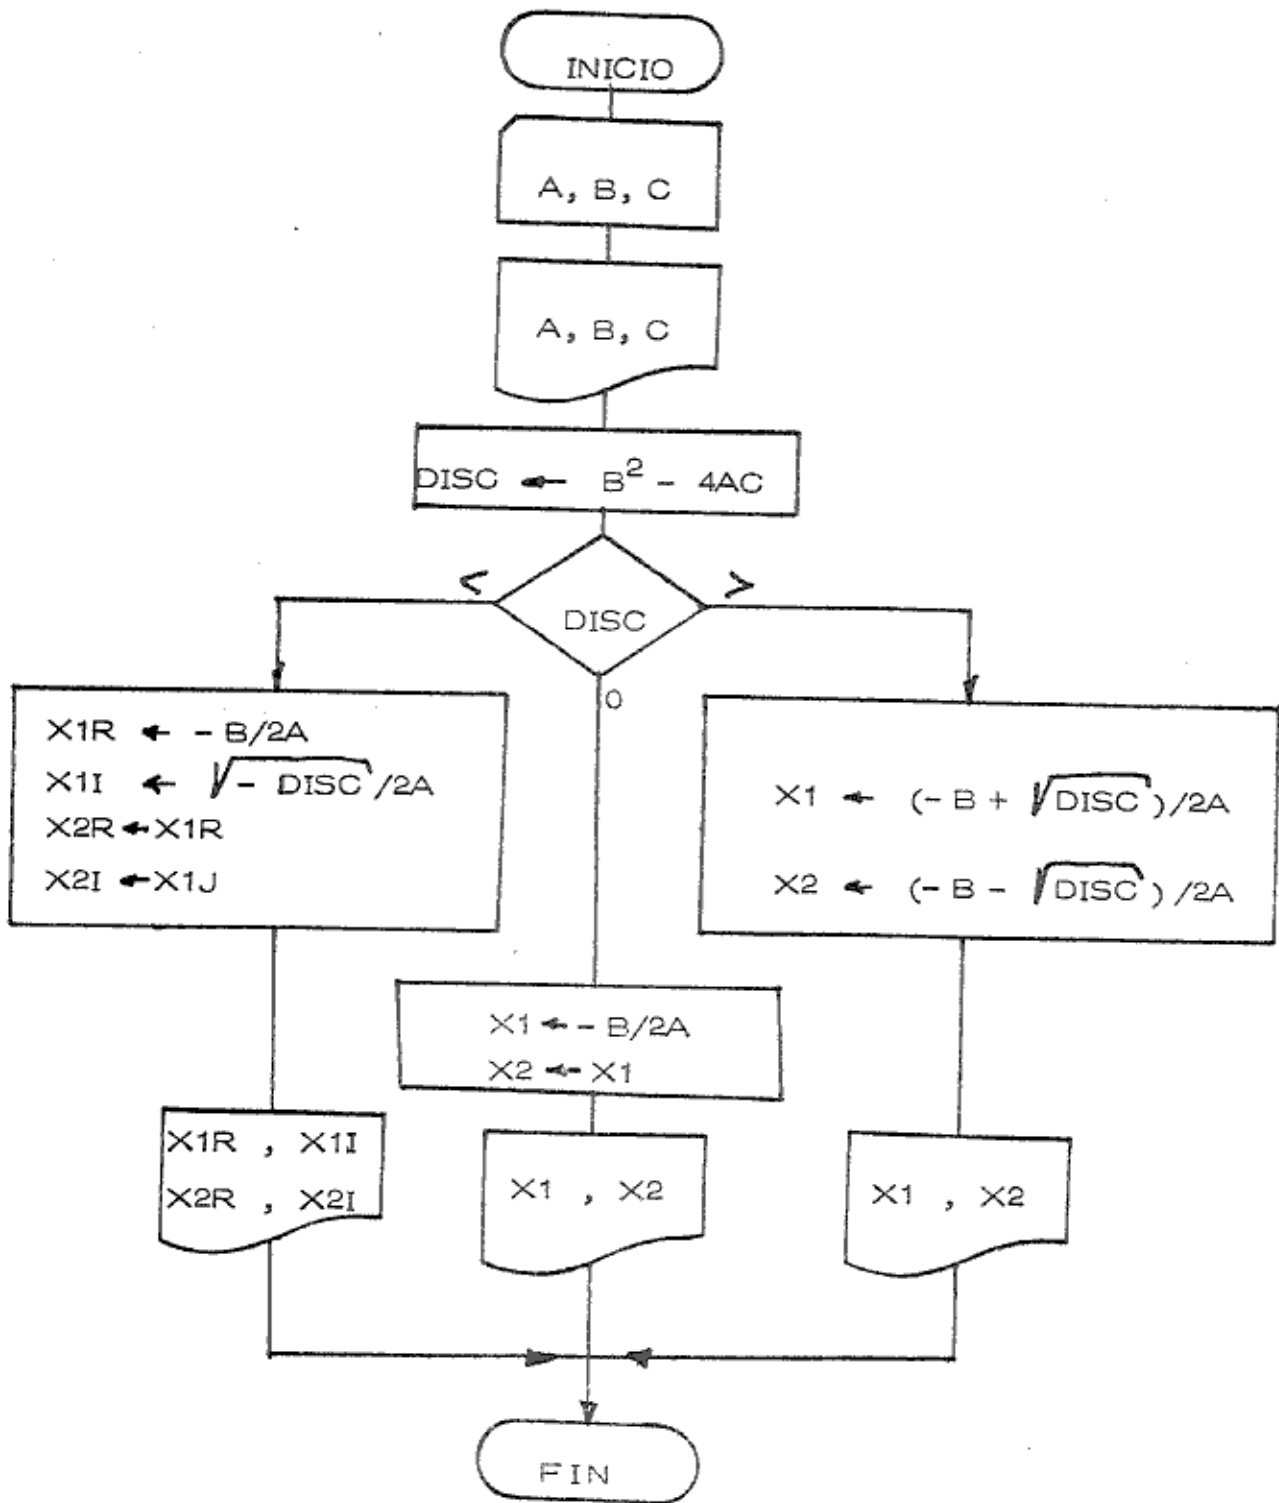 INICIO
A, B, C
A, B, C
DISC ← B² - 4AC
< DISC >
0
X1R ← - B/2A
X1I ← √- DISC /2A
X2R ← X1R
X2I ← X1J
X1 ← (- B + √DISC )/2A
X2 ← (- B - √DISC )/2A
X1 ← - B/2A
X2 ← X1
X1R , X1I
X2R , X2I
X1 , X2
X1 , X2
FIN